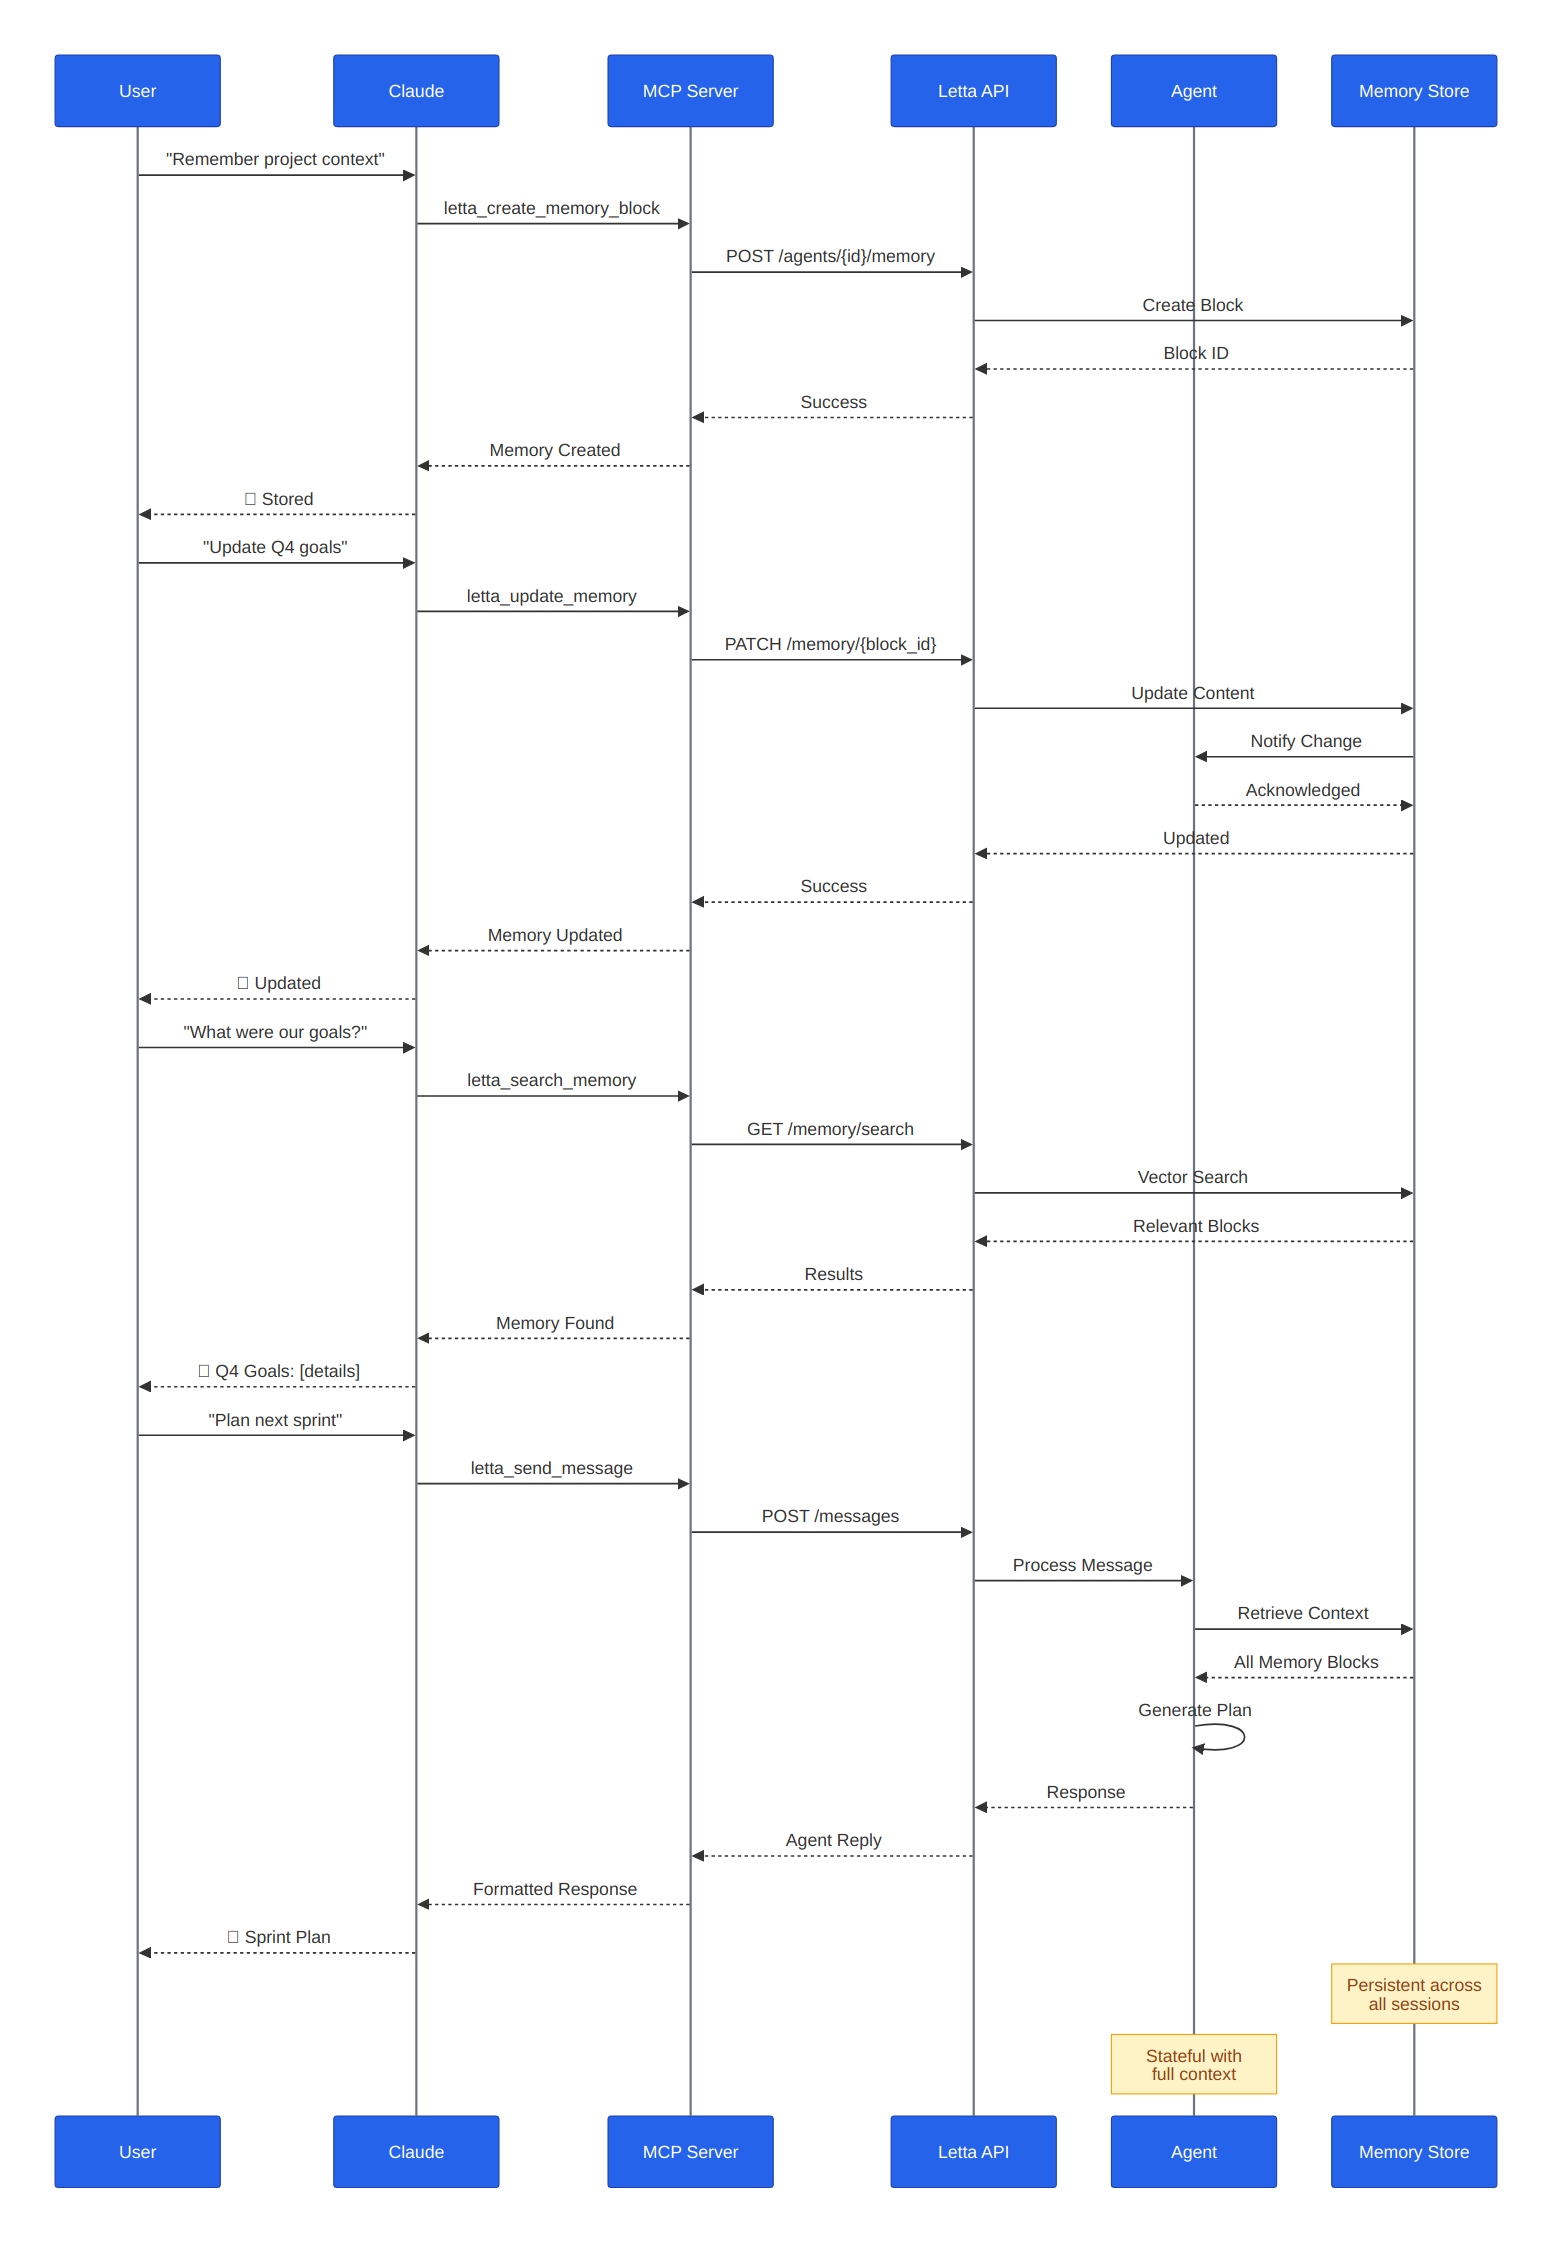 User
Claude
MCP Server
Letta API
Agent
Memory Store
"Remember project context"
letta_create_memory_block
POST /agents/{id}/memory
Create Block
Block ID
Success
Memory Created
▯ Stored
"Update Q4 goals"
letta_update_memory
PATCH /memory/{block_id}
Update Content
Notify Change
Acknowledged
Updated
Success
Memory Updated
▯ Updated
"What were our goals?"
letta_search_memory
GET /memory/search
Vector Search
Relevant Blocks
Results
Memory Found
▯ Q4 Goals: [details]
"Plan next sprint"
letta_send_message
POST /messages
Process Message
Retrieve Context
All Memory Blocks
Generate Plan
Response
Agent Reply
Formatted Response
▯ Sprint Plan
Persistent across
all sessions
Stateful with
full context
User
Claude
MCP Server
Letta API
Agent
Memory Store